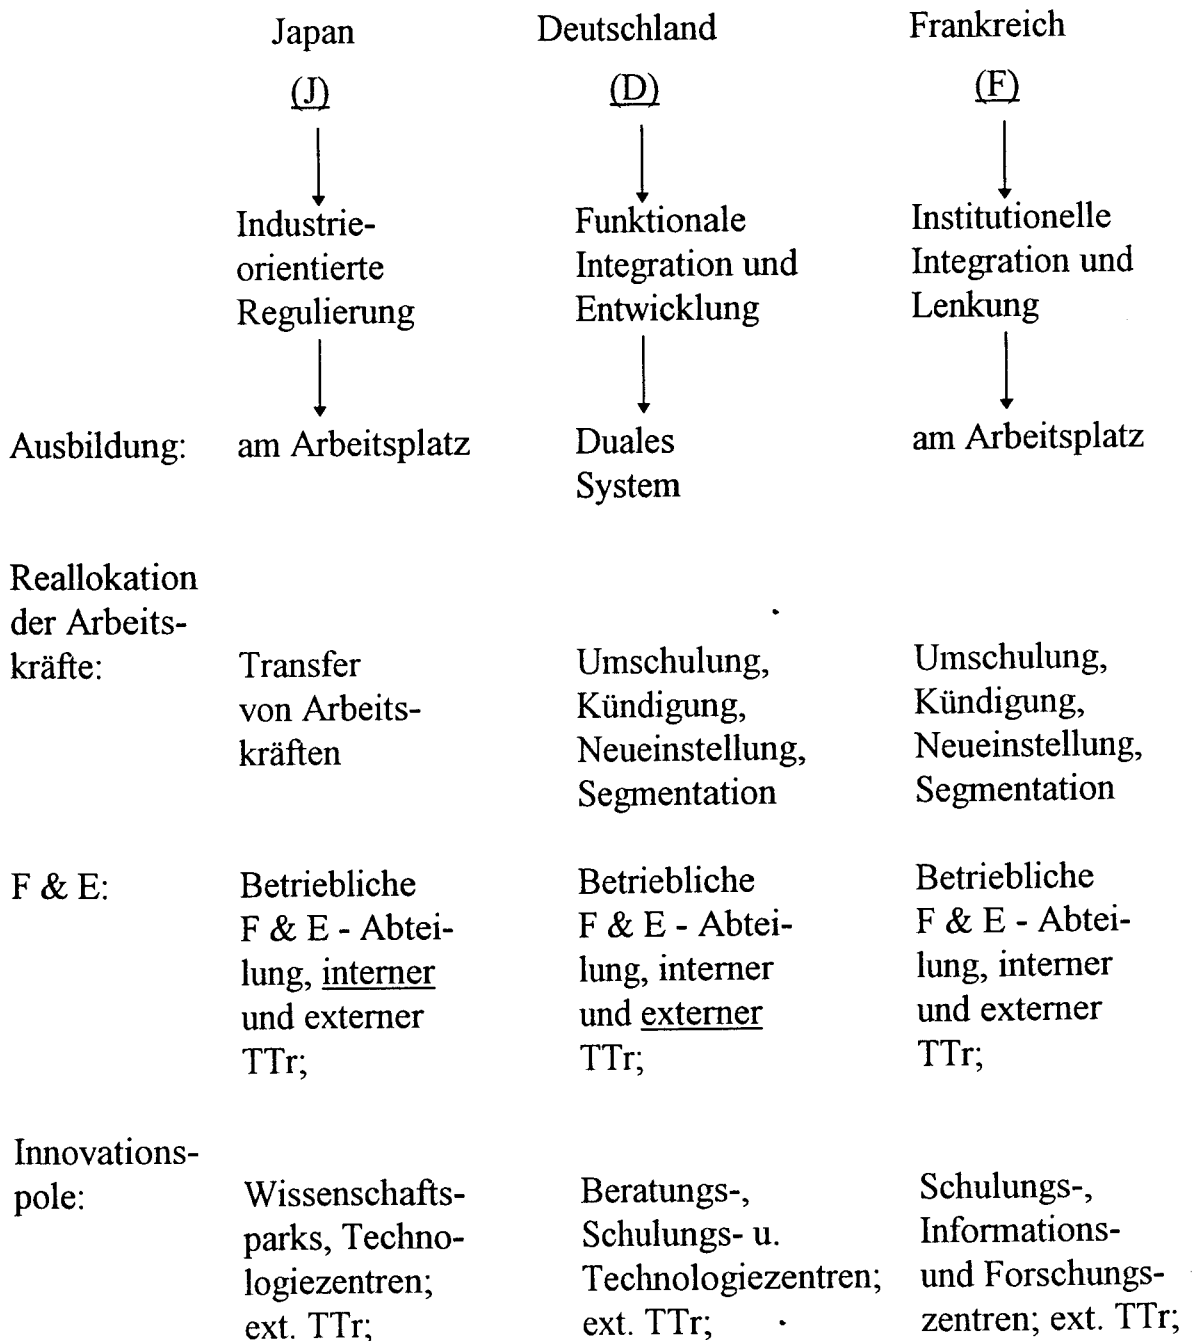 Japan Deutschland Frankreich
(J) (D) (F)
Industrie- Funktionale Institutionelle
orientierte Integration und Integration und
Regulierung Entwicklung Lenkung
Ausbildung: am Arbeitsplatz Duales am Arbeitsplatz
System
Reallokation
der Arbeits-
kräfte: Transfer Umschulung, Umschulung,
von Arbeits- Kündigung, Kündigung,
kräften Neueinstellung, Neueinstellung,
Segmentation Segmentation
F & E: Betriebliche Betriebliche Betriebliche
F & E - Abtei- F & E - Abtei- F & E - Abtei-
lung, interner lung, interner lung, interner
und externer und externer und externer
TTr; TTr; TTr;
Innovations-
pole: Wissenschafts- Beratungs-, Schulungs-,
parks, Techno- Schulungs- u. Informations-
logiezentren; Technologiezentren; und Forschungs-
ext. TTr; ext. TTr; zentren; ext. TTr;